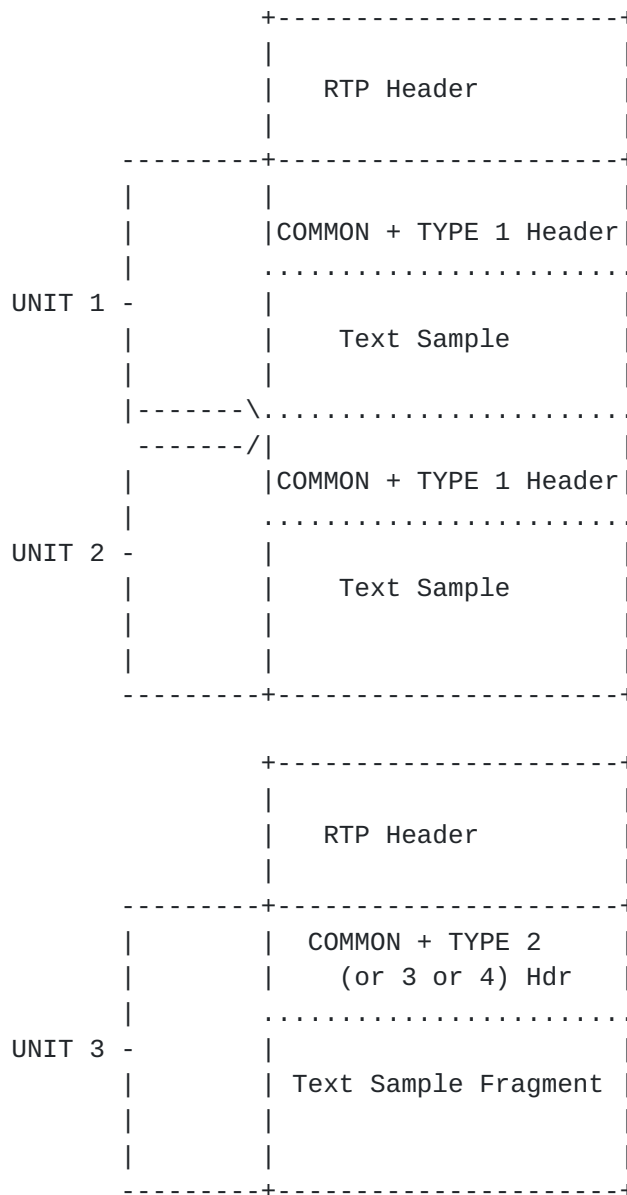 RTP Header
COMMON + TYPE 1 Header
UNIT 1
Text Sample
COMMON + TYPE 1 Header
UNIT 2
Text Sample
RTP Header
COMMON + TYPE 2
(or 3 or 4) Hdr
UNIT 3
Text Sample Fragment